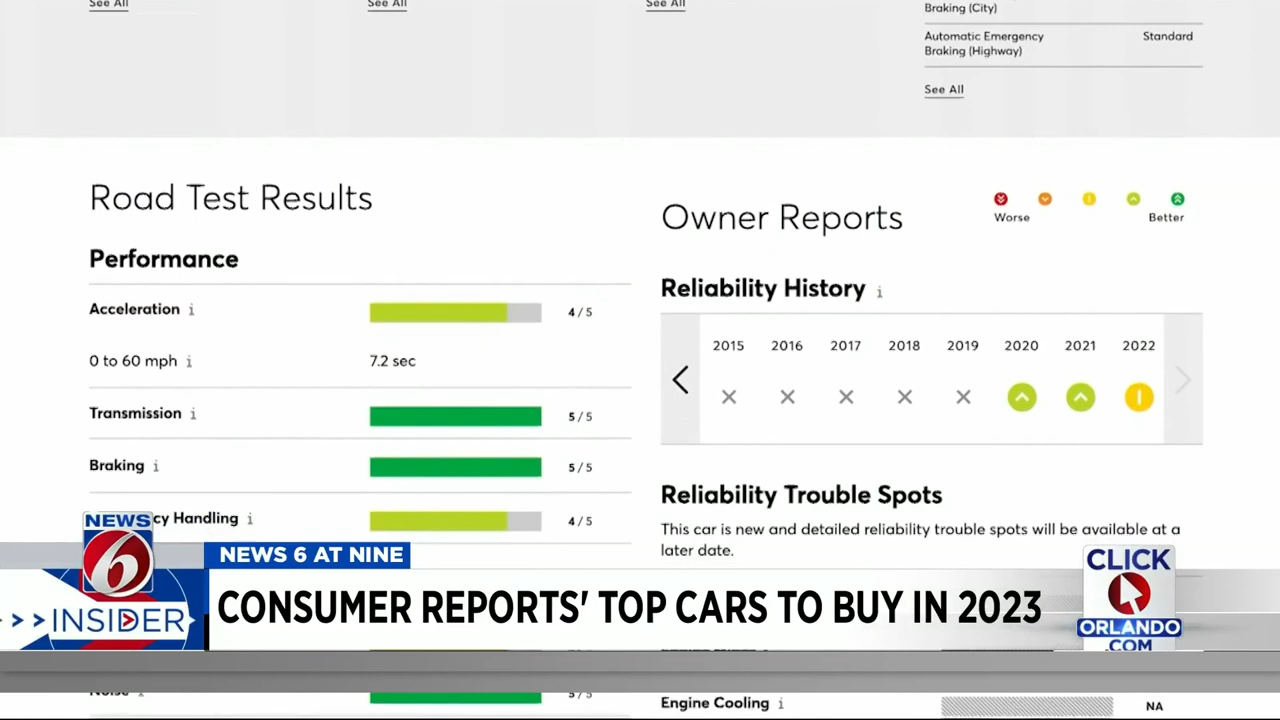 See All
See All
See All
Braking (City)
Automatic Emergency
Braking (Highway)
Standard
See All
Road Test Results
Performance
Acceleration i
4/5
0 to 60 mph i
7.2 sec
Transmission i
5/5
Braking i
5/5
cy Handling i
4/5
Owner Reports
Worse
Better
Reliability History i
2015 2016 2017 2018 2019 2020 2021 2022
Reliability Trouble Spots
This car is new and detailed reliability trouble spots will be available at a
later date.
NEWS
6
INSIDER
NEWS 6 AT NINE
CONSUMER REPORTS' TOP CARS TO BUY IN 2023
CLICK
ORLANDO
.COM
Noise i
5/5
Engine Cooling i
NA